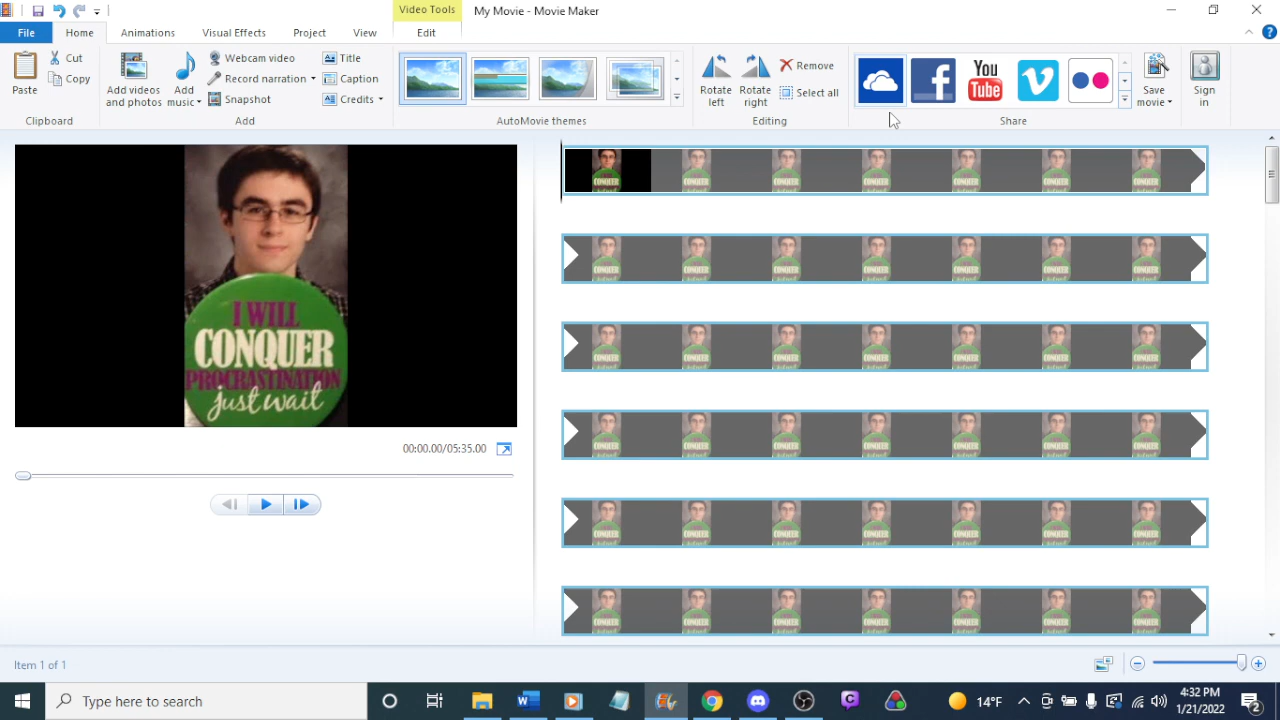 Video Tools
My Movie - Movie Maker
File
Home
Animations
Visual Effects
Project
View
Edit
Paste
Cut
Copy
Clipboard
Add videos
and photos
Add
music
Webcam video
Record narration
Snapshot
Title
Caption
Credits
Add
AutoMovie themes
Rotate
left
Rotate
right
Remove
Select all
Editing
f
You
Tube
v
Share
Save
movie
Sign
in
I WILL
CONQUER
PROCRASTINATION
just wait
00:00.00/05:35.00
Item 1 of 1
Type here to search
14°F
4:32 PM
1/21/2022
2